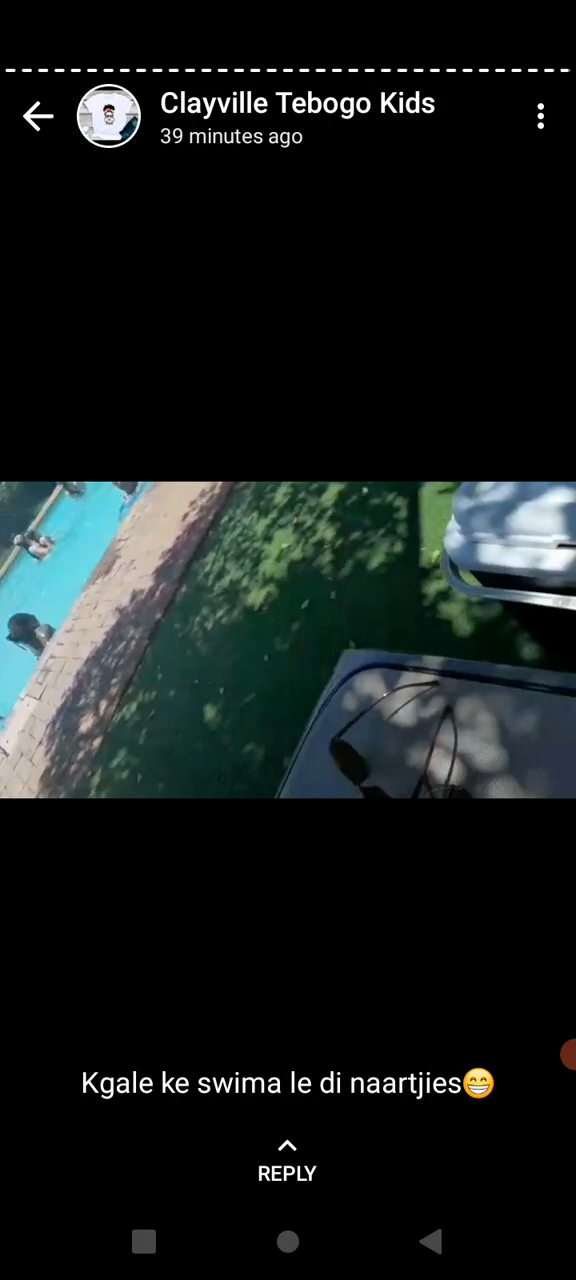 Clayville Tebogo Kids
39 minutes ago
Kgale ke swima le di naartjies😁
REPLY